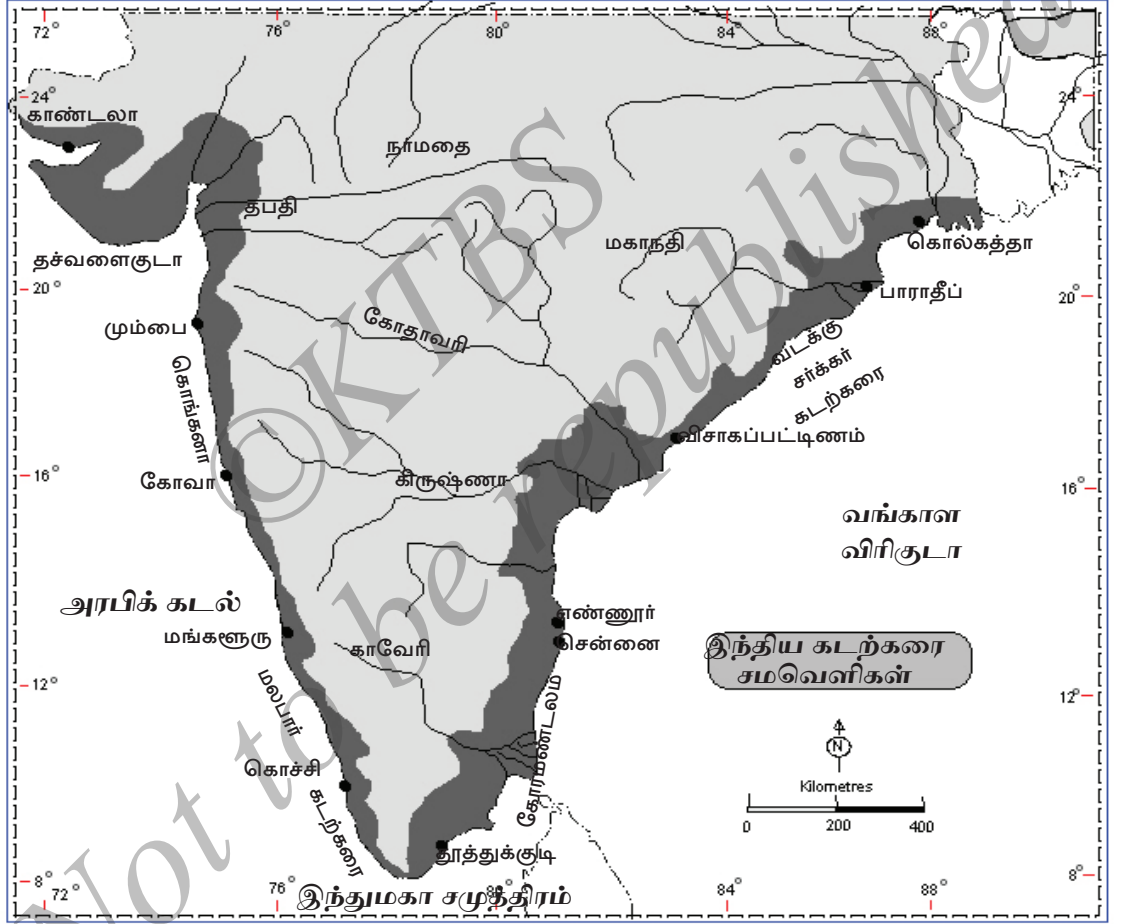 72°
76°
80°
84°
88°
24°
24°
காண்டலா
நர்மதை
தபதி
மகாநதி
கொல்கத்தா
தச்வளைகுடா
20°
பாராதீப்
20°
மும்பை
கோதாவரி
வடக்கு
சர்க்கர்
கடற்கரை
கொங்கனா
விசாகப்பட்டிணம்
16°
கோவா
கிருஷ்ணா
16°
வங்காள
விரிகுடா
அரபிக் கடல்
எண்ணூர்
மங்களூரு
காவேரி
சென்னை
இந்திய கடற்கரை
சமவெளிகள்
12°
12°
மலபார்
கடற்கரை
கோரமண்டலம்
N
கொச்சி
Kilometres
0 200 400
தூத்துக்குடி
8°
8°
72°
76°
80°
84°
88°
இந்துமகா சமுத்திரம்
©KTBS
Not to be republished